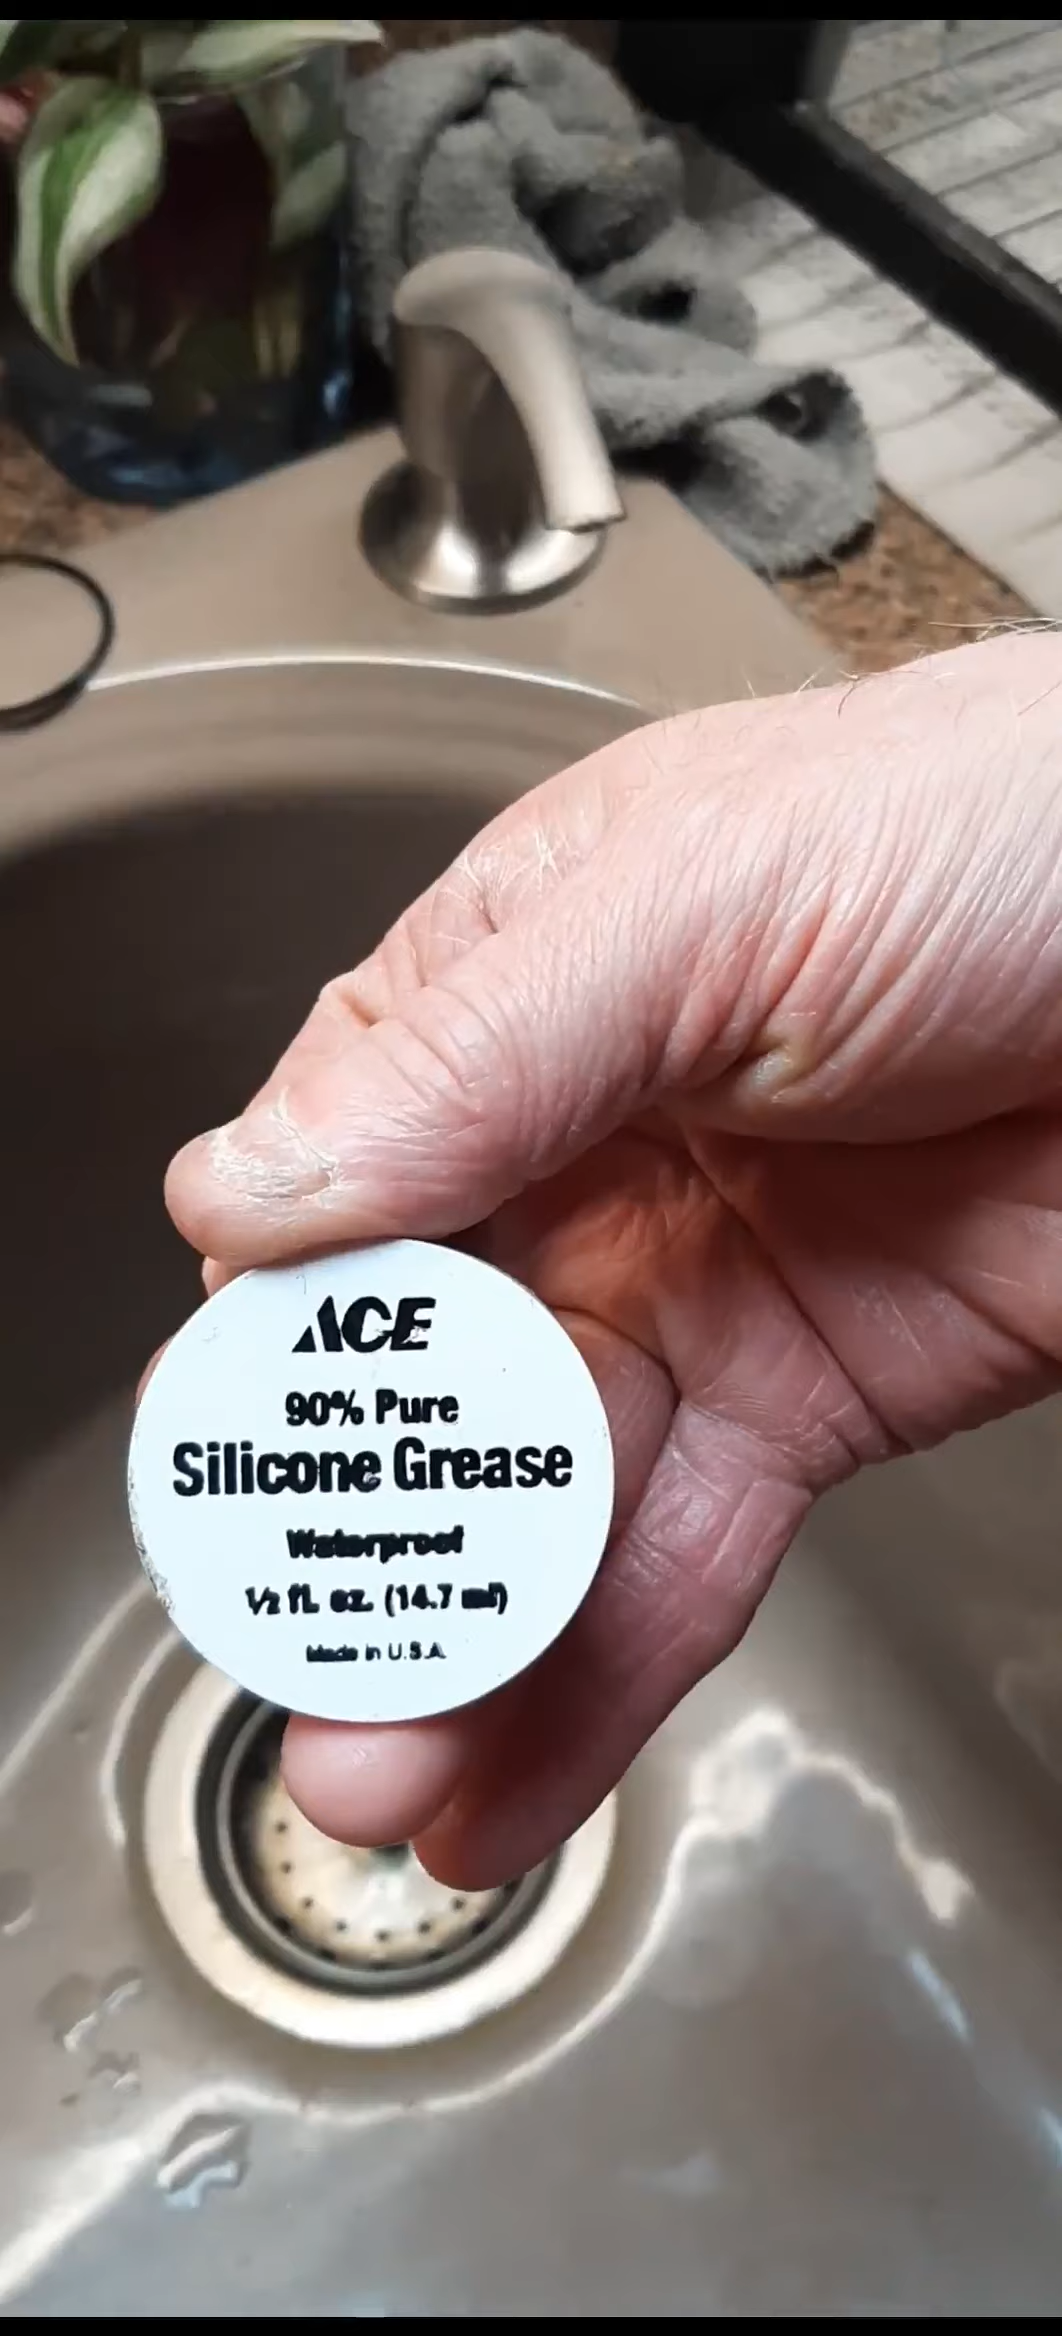 ACE
90% Pure
Silicone Grease
Waterproof
1/2 fl. oz. (14.7 ml)
Made in U.S.A.